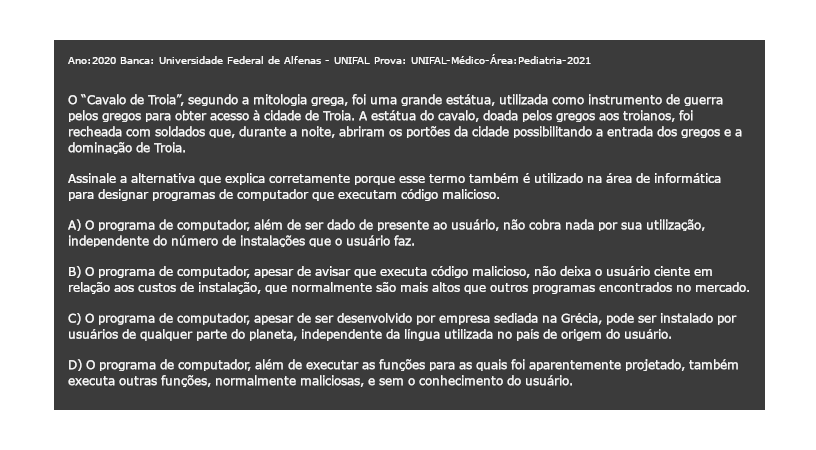 Ano:2020 Banca: Universidade Federal de Alfenas - UNIFAL Prova: UNIFAL-Médico-Área:Pediatria-2021
O “Cavalo de Troia”, segundo a mitologia grega, foi uma grande estátua, utilizada como instrumento de guerra
pelos gregos para obter acesso à cidade de Troia. A estátua do cavalo, doada pelos gregos aos troianos, foi
recheada com soldados que, durante a noite, abriram os portões da cidade possibilitando a entrada dos gregos e a
dominação de Troia.
Assinale a alternativa que explica corretamente porque esse termo também é utilizado na área de informática
para designar programas de computador que executam código malicioso.
A) O programa de computador, além de ser dado de presente ao usuário, não cobra nada por sua utilização,
independente do número de instalações que o usuário faz.
B) O programa de computador, apesar de avisar que executa código malicioso, não deixa o usuário ciente em
relação aos custos de instalação, que normalmente são mais altos que outros programas encontrados no mercado.
C) O programa de computador, apesar de ser desenvolvido por empresa sediada na Grécia, pode ser instalado por
usuários de qualquer parte do planeta, independente da língua utilizada no país de origem do usuário.
D) O programa de computador, além de executar as funções para as quais foi aparentemente projetado, também
executa outras funções, normalmente maliciosas, e sem o conhecimento do usuário.